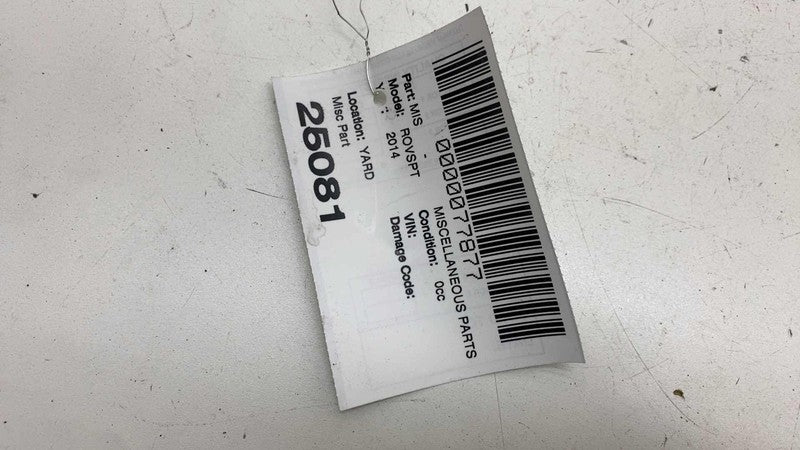 0000077877
Part: MIS - MISCELLANEOUS PARTS
Model: ROVSPT Condition: 0cc
2014 VIN:
Damage Code:
Location: YARD
Misc Part
25081